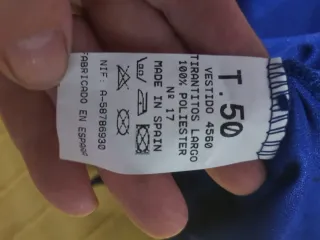 T.50
VESTIDO 4560
TIRANTITOS LARGO
100% POLIESTER
Nº 17
MADE IN SPAIN
NIF: A-58786930
FABRICADO EN ESPAÑA